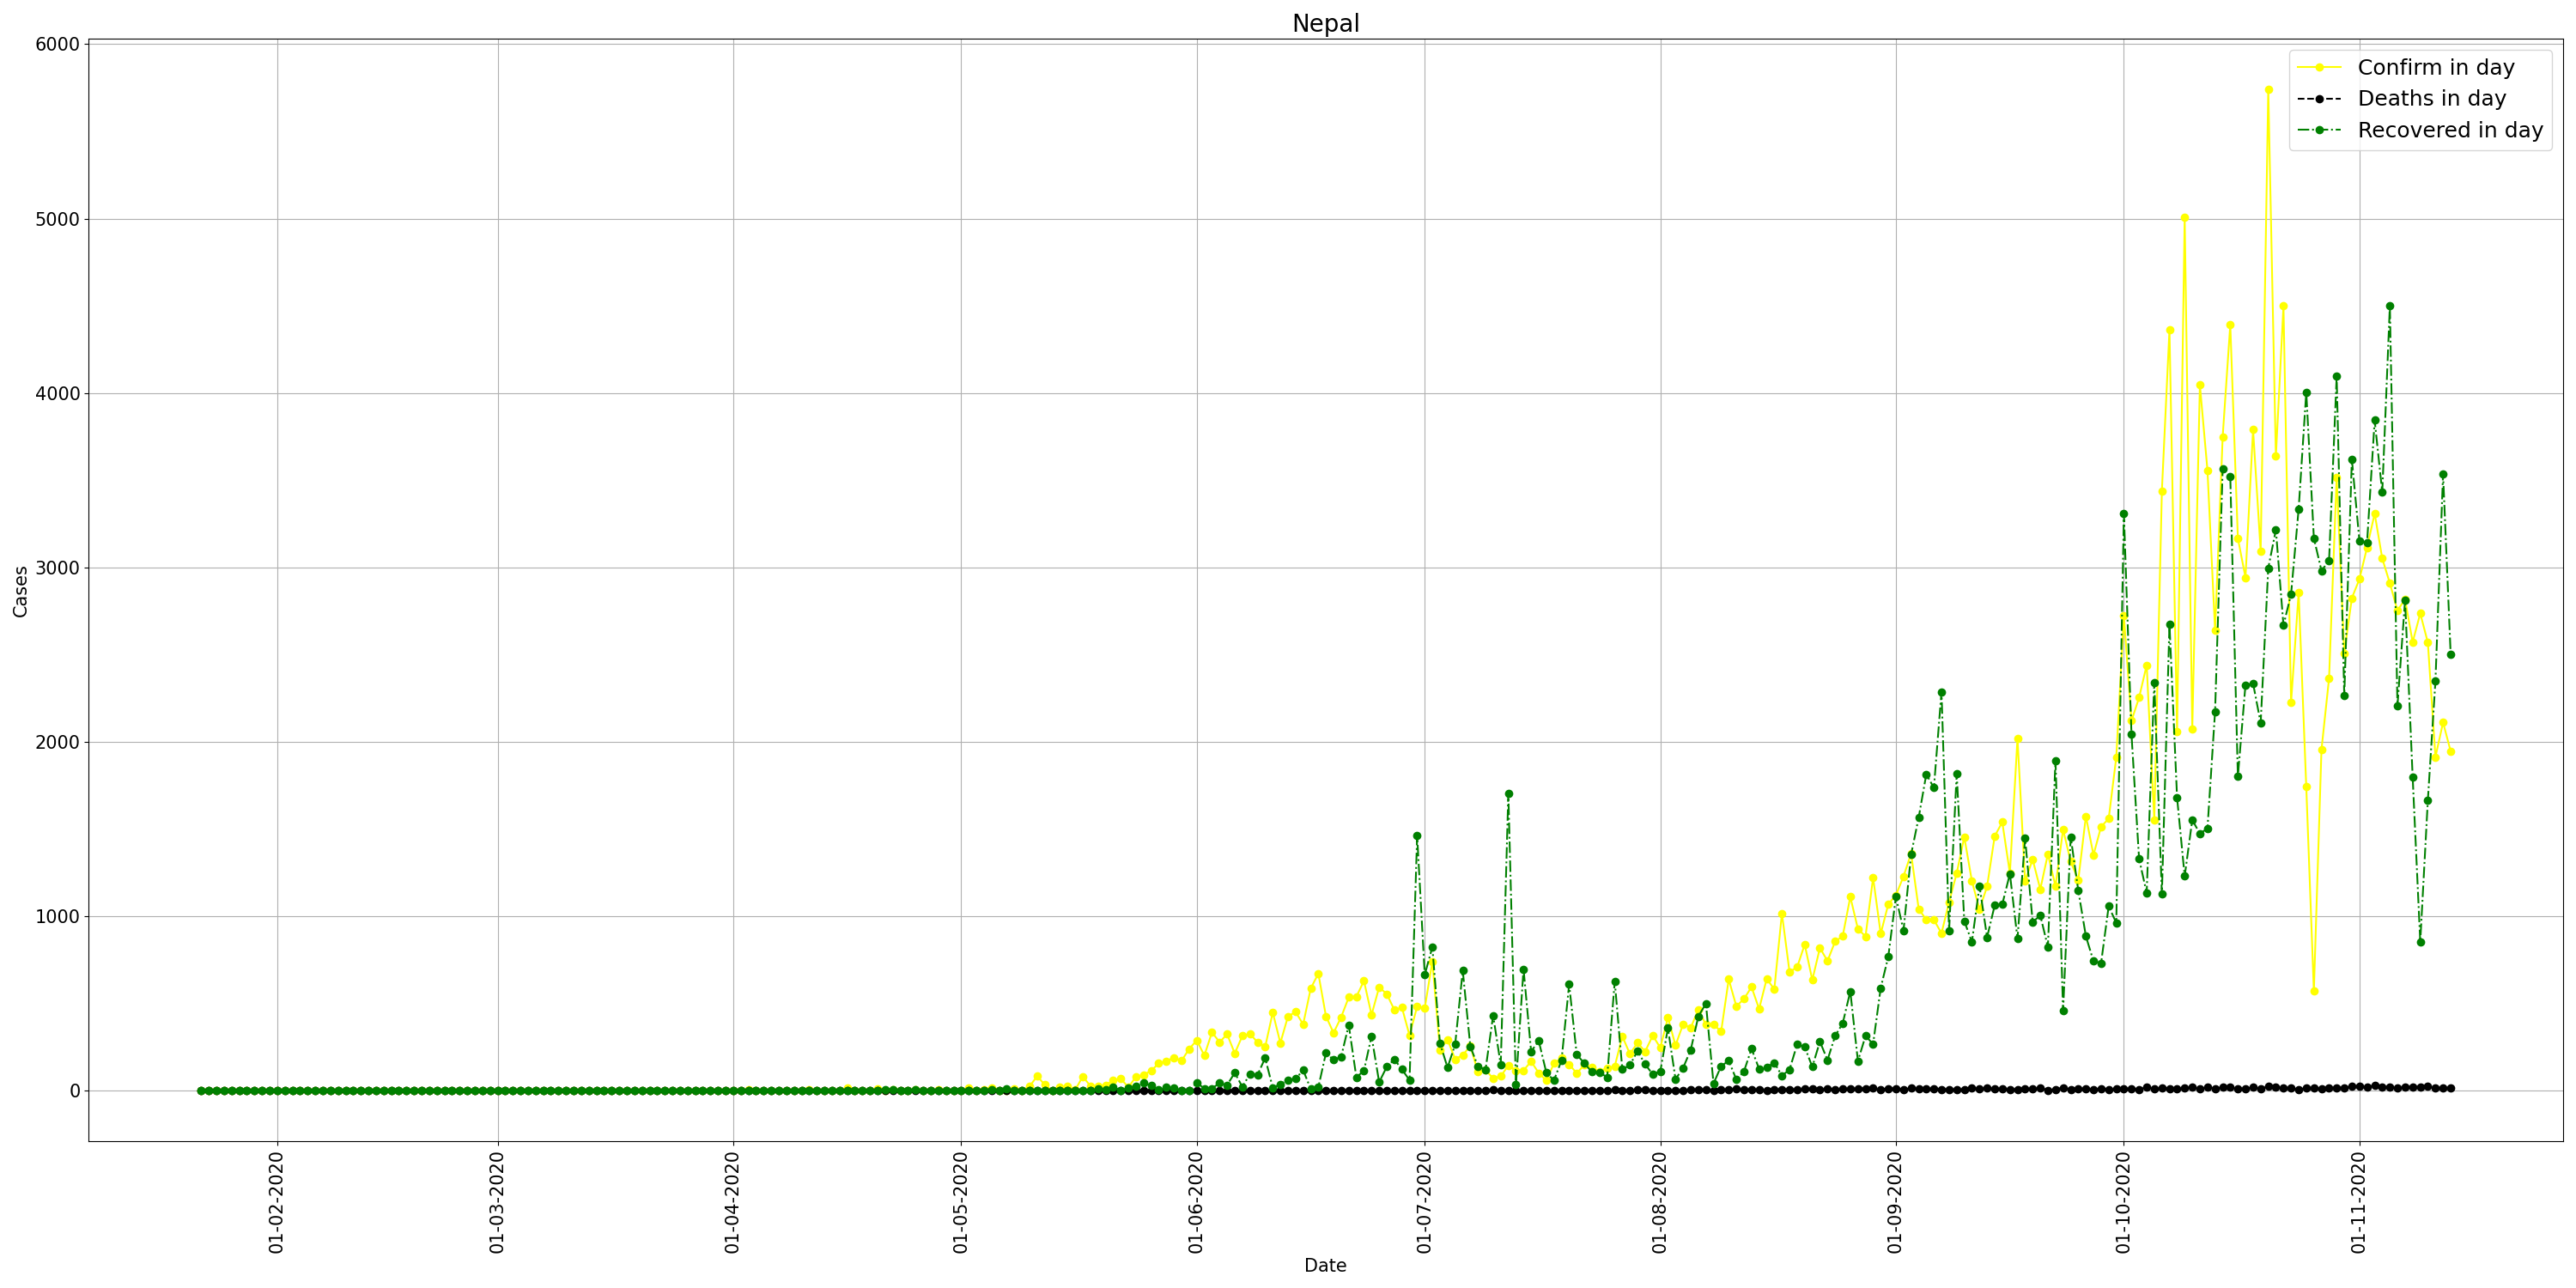 Nepal
6000
5000
4000
3000
2000
1000
0
Cases
Confirm in day
Deaths in day
Recovered in day
01-02-2020
01-03-2020
01-04-2020
01-05-2020
01-06-2020
01-07-2020
01-08-2020
01-09-2020
01-10-2020
01-11-2020
Date